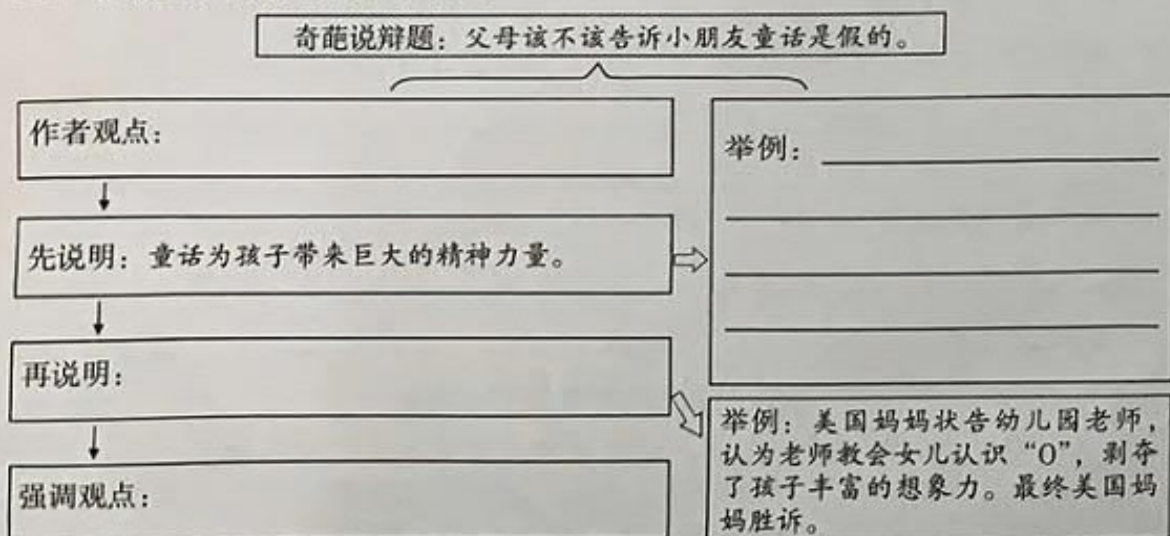 奇葩说辩题：父母该不该告诉小朋友童话是假的。
作者观点：
先说明：童话为孩子带来巨大的精神力量。
再说明：
强调观点：
举例：
举例：美国妈妈状告幼儿园老师，
认为老师教会女儿认识“O”，剥夺
了孩子丰富的想象力。最终美国妈
妈胜诉。